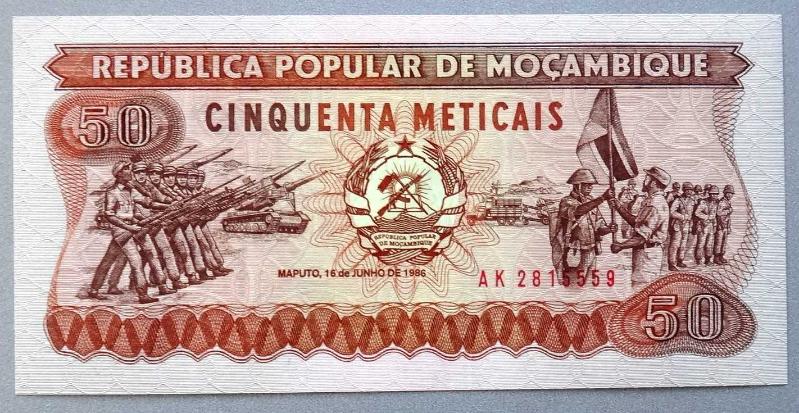 REPÚBLICA POPULAR DE MOÇAMBIQUE
50
CINQUENTA METICAIS
REPÚBLICA POPULAR
DE MOÇAMBIQUE
MAPUTO, 16 de JUNHO DE 1986
AK 2815559
50